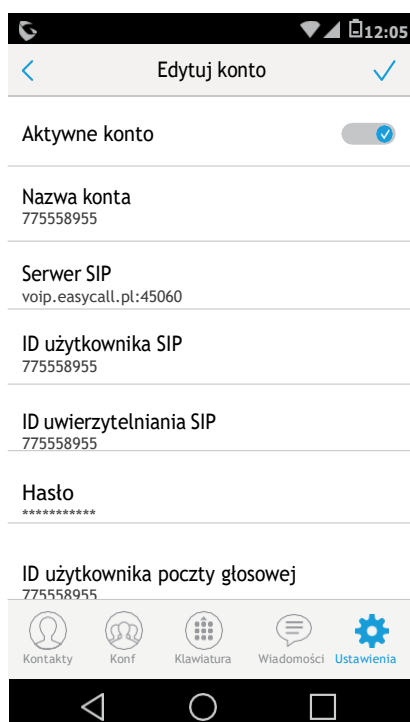 12:05
Edytuj konto
Aktywne konto
Nazwa konta
775558955
Serwer SIP
voip.easycall.pl:45060
ID użytkownika SIP
775558955
ID uwierzytelniania SIP
775558955
Hasło
***********
ID użytkownika poczty głosowej
775558955
Kontakty Konf Klawiatura Wiadomości Ustawienia